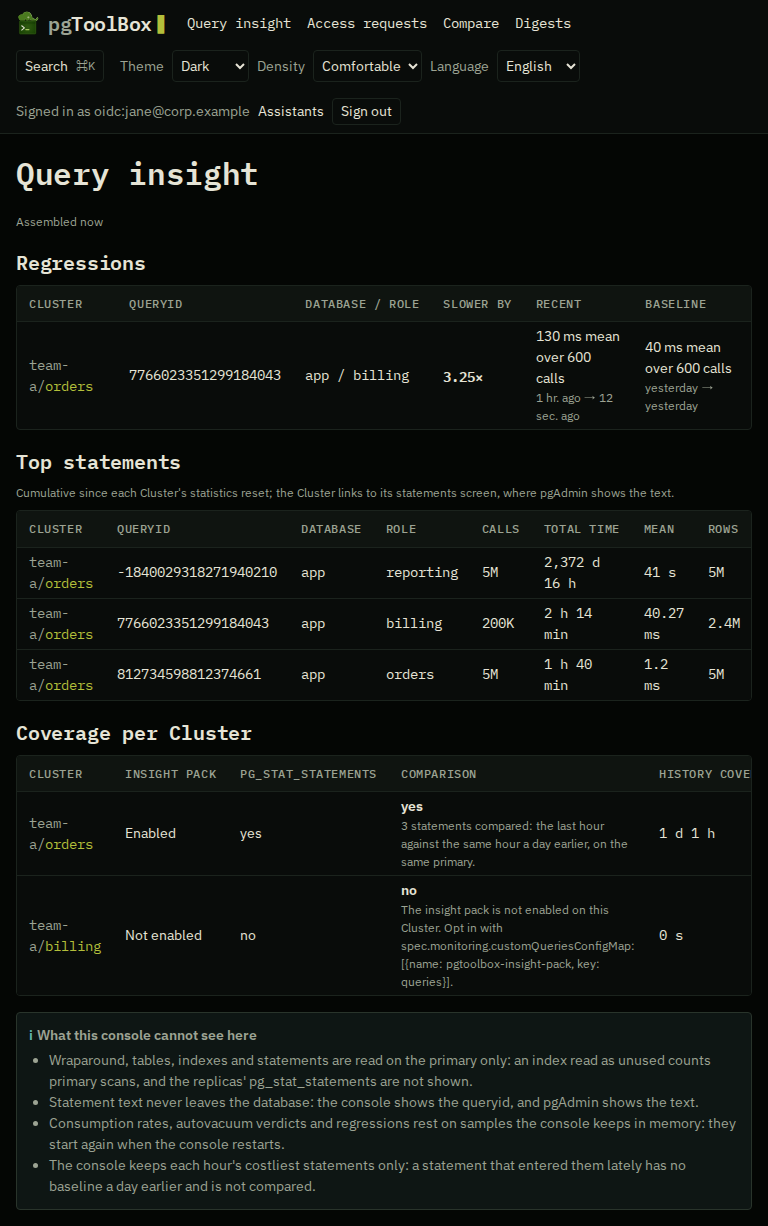 pgToolBox Query insight Access requests Compare Digests
Search ⌘K Theme Dark Density Comfortable Language English
Signed in as oidc:jane@corp.example Assistants Sign out
Query insight
Assembled now
Regressions
CLUSTER QUERYID DATABASE / ROLE SLOWER BY RECENT BASELINE
team-a/orders 7766023351299184043 app / billing 3.25×
130 ms mean
over 600
calls
1 hr. ago → 12
sec. ago
40 ms mean
over 600 calls
yesterday →
yesterday
Top statements
Cumulative since each Cluster's statistics reset; the Cluster links to its statements screen, where pgAdmin shows the text.
CLUSTER QUERYID DATABASE ROLE CALLS TOTAL TIME MEAN ROWS
team-
a/orders -1840029318271940210 app reporting 5M 2,372 d
16 h 41 s 5M
team-
a/orders 7766023351299184043 app billing 200K 2 h 14
min 40.27
ms 2.4M
team-
a/orders 812734598812374661 app orders 5M 1 h 40
min 1.2
ms 5M
Coverage per Cluster
CLUSTER INSIGHT PACK PG_STAT_STATEMENTS COMPARISON HISTORY COVE
team-
a/orders Enabled yes
yes
3 statements compared: the last hour
against the same hour a day earlier, on the
same primary.
1 d 1 h
team-
a/billing Not enabled no
no
The insight pack is not enabled on this
Cluster. Opt in with
spec.monitoring.customQueriesConfigMap:
[{name: pgtoolbox-insight-pack, key:
queries}].
0 s
i What this console cannot see here
• Wraparound, tables, indexes and statements are read on the primary only: an index read as unused counts
primary scans, and the replicas' pg_stat_statements are not shown.
• Statement text never leaves the database: the console shows the queryid, and pgAdmin shows the text.
• Consumption rates, autovacuum verdicts and regressions rest on samples the console keeps in memory: they
start again when the console restarts.
• The console keeps each hour's costliest statements only: a statement that entered them lately has no
baseline a day earlier and is not compared.